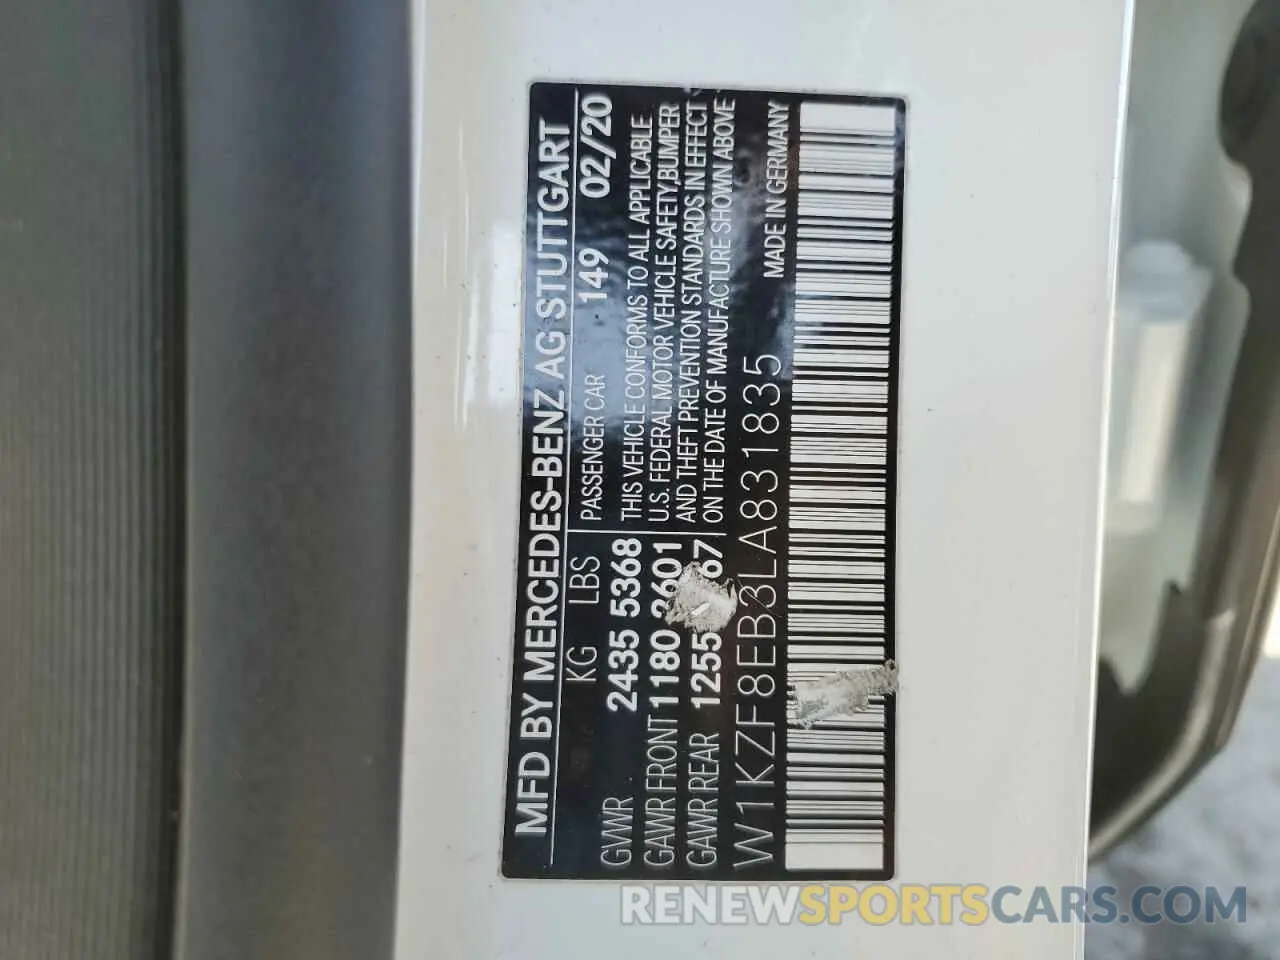 MFD BY MERCEDES-BENZ AG STUTTGART
KG LBS PASSENGER CAR 149 02/20
GVWR 2435 5368
GAWR FRONT 1180 2601
GAWR REAR 1255
THIS VEHICLE CONFORMS TO ALL APPLICABLE
U.S. FEDERAL MOTOR VEHICLE SAFETY,BUMPER
AND THEFT PREVENTION STANDARDS IN EFFECT
ON THE DATE OF MANUFACTURE SHOWN ABOVE
MADE IN GERMANY
W1KZF8EB3LA831835
RENEWSPORTSCARS.COM